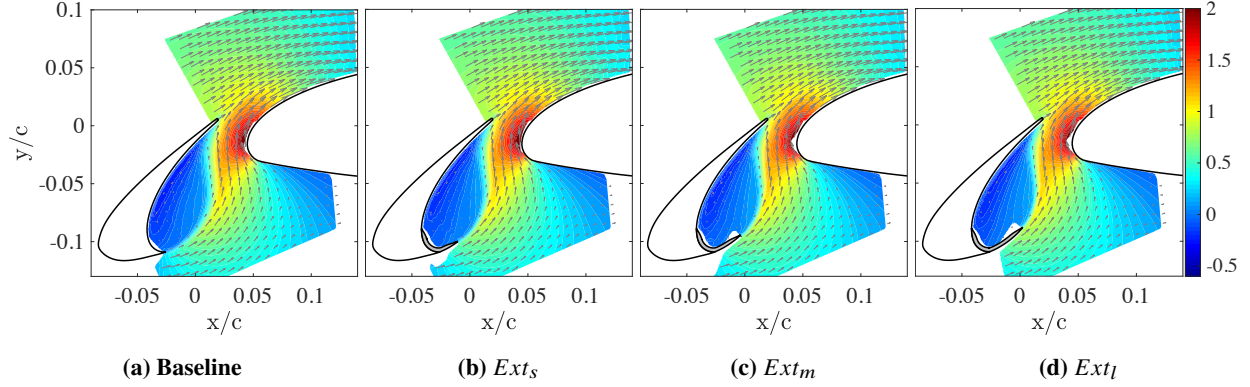 0.1
0.05
0
-0.05
-0.1
y/c
-0.05 0 0.05 0.1
x/c
-0.05 0 0.05 0.1
x/c
-0.05 0 0.05 0.1
x/c
-0.05 0 0.05 0.1
x/c
2
1.5
1
0.5
0
-0.5
(a) Baseline
(b) Ext_s
(c) Ext_m
(d) Ext_l